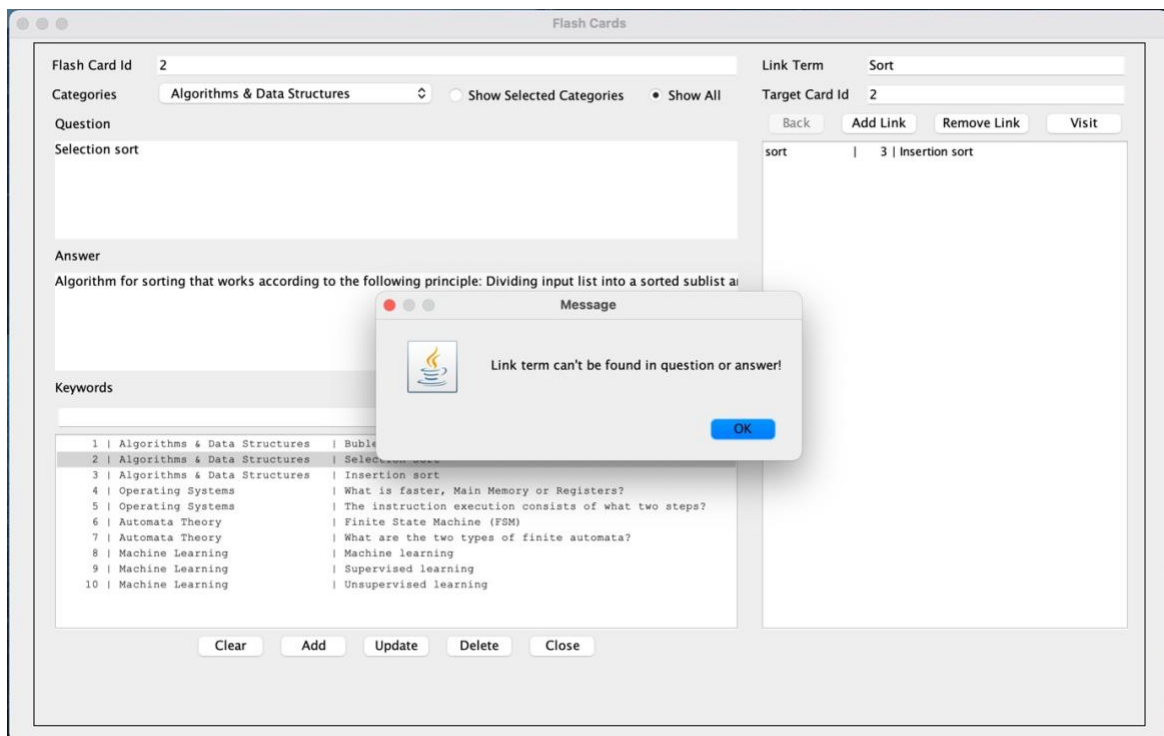 Flash Cards
Flash Card Id 2
Categories Algorithms & Data Structures Show Selected Categories Show All
Question
Selection sort
Answer
Algorithm for sorting that works according to the following principle: Dividing input list into a sorted sublist
Keywords
1 | Algorithms & Data Structures | Buble
2 | Algorithms & Data Structures | Selection sort
3 | Algorithms & Data Structures | Insertion sort
4 | Operating Systems | What is faster, Main Memory or Registers?
5 | Operating Systems | The instruction execution consists of what two steps?
6 | Automata Theory | Finite State Machine (FSM)
7 | Automata Theory | What are the two types of finite automata?
8 | Machine Learning | Machine learning
9 | Machine Learning | Supervised learning
10 | Machine Learning | Unsupervised learning
Clear Add Update Delete Close
Link Term Sort
Target Card Id 2
Back Add Link Remove Link Visit
sort | 3 | Insertion sort
Message
Link term can't be found in question or answer!
OK